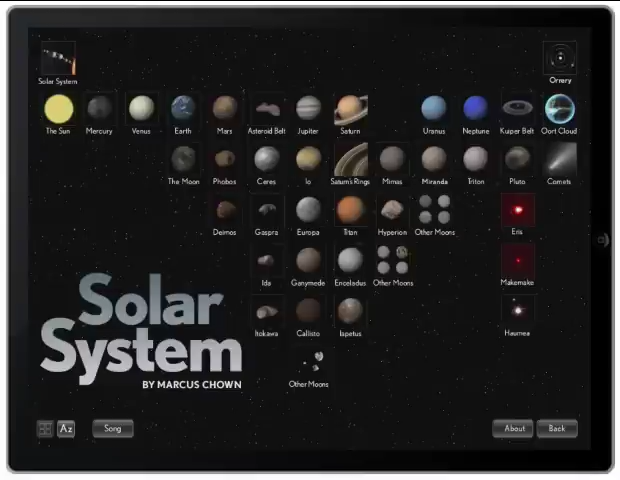 Solar System
Orrery
The Sun
Mercury
Venus
Earth
Mars
Asteroid Belt
Jupiter
Saturn
Uranus
Neptune
Kuiper Belt
Oort Cloud
The Moon
Phobos
Ceres
Io
Saturn's Rings
Mimas
Miranda
Triton
Pluto
Comets
Deimos
Gaspra
Europa
Titan
Hyperion
Other Moons
Eris
Ida
Ganymede
Enceladus
Other Moons
Makemake
Itokawa
Callisto
Iapetus
Haumea
Other Moons
Solar
System
BY MARCUS CHOWN
Az
Song
About
Back